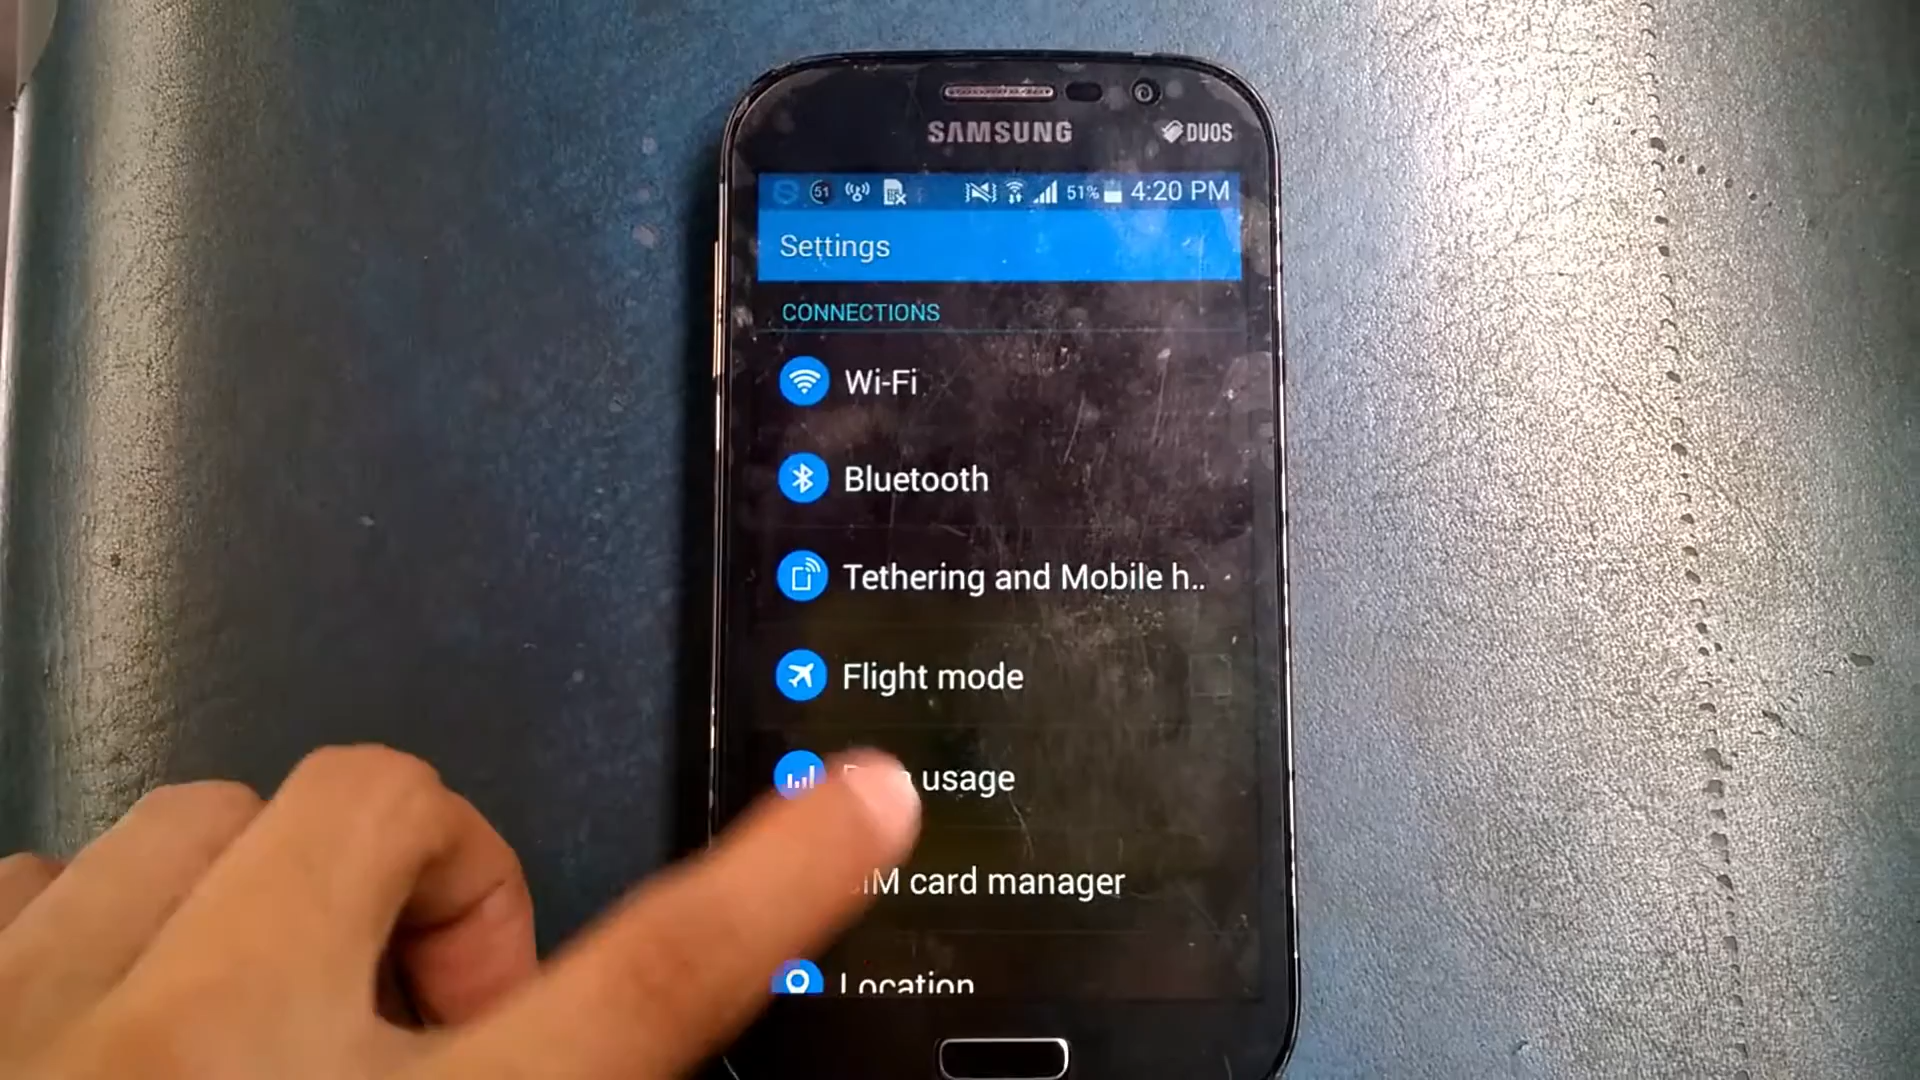 SAMSUNG
DUOS
51 51% 4:20 PM
Settings
CONNECTIONS
Wi-Fi
Bluetooth
Tethering and Mobile h..
Flight mode
usage
card manager
Location